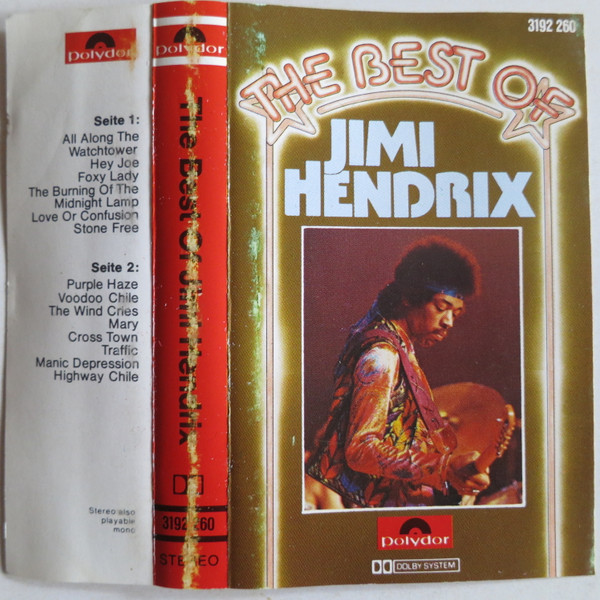 polydor
Seite 1:
All Along The
Watchtower
Hey Joe
Foxy Lady
The Burning Of The
Midnight Lamp
Love Or Confusion
Stone Free
Seite 2:
Purple Haze
Voodoo Chile
The Wind Cries
Mary
Cross Town
Traffic
Manic Depression
Highway Chile
Stereo also
playable
mono
polydor
The Best Of Jimi Hendrix
3192 260
STEREO
3192 260
THE BEST OF
JIMI
HENDRIX
polydor
DOLBY SYSTEM